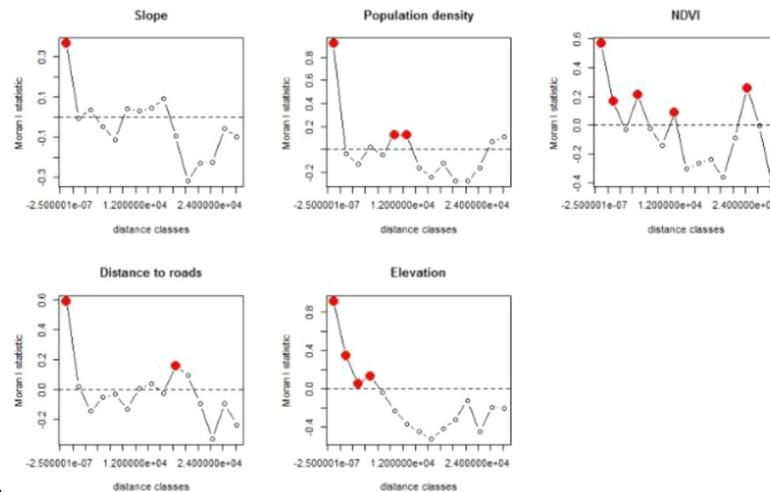 Slope
Population density
NDVI
Moran I statistic
0.3
0.1
-0.1
-0.3
-2.500001e-07 1.200000e+04 2.400000e+04
distance classes
Moran I statistic
0.8
0.6
0.4
0.2
-0.2
-2.500001e-07 1.200000e+04 2.400000e+04
distance classes
Moran I statistic
0.6
0.4
0.2
0.0
-0.2
-0.4
-2.500001e-07 1.200000e+04 2.400000e+0
distance classes
Distance to roads
Elevation
Moran I statistic
0.6
0.4
0.2
0.0
-0.2
-2.500001e-07 1.200000e+04 2.400000e+04
distance classes
Moran I statistic
0.8
0.4
0.0
-0.4
-2.500001e-07 1.200000e+04 2.400000e+04
distance classes